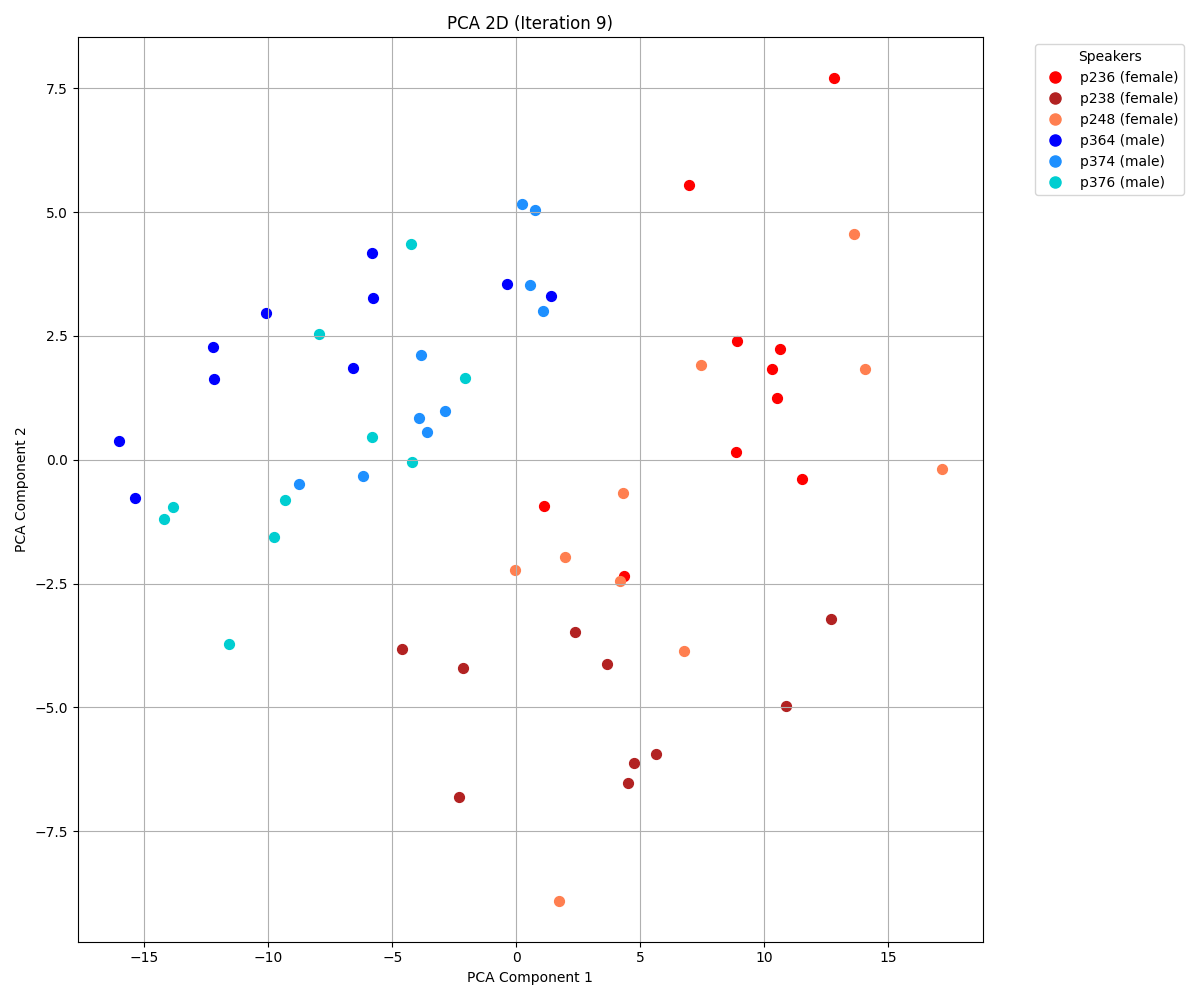 PCA 2D (Iteration 9)
Speakers
p236 (female)
p238 (female)
p248 (female)
p364 (male)
p374 (male)
p376 (male)
PCA Component 2
7.5
5.0
2.5
0.0
−2.5
−5.0
−7.5
−15 −10 −5 0 5 10 15
PCA Component 1